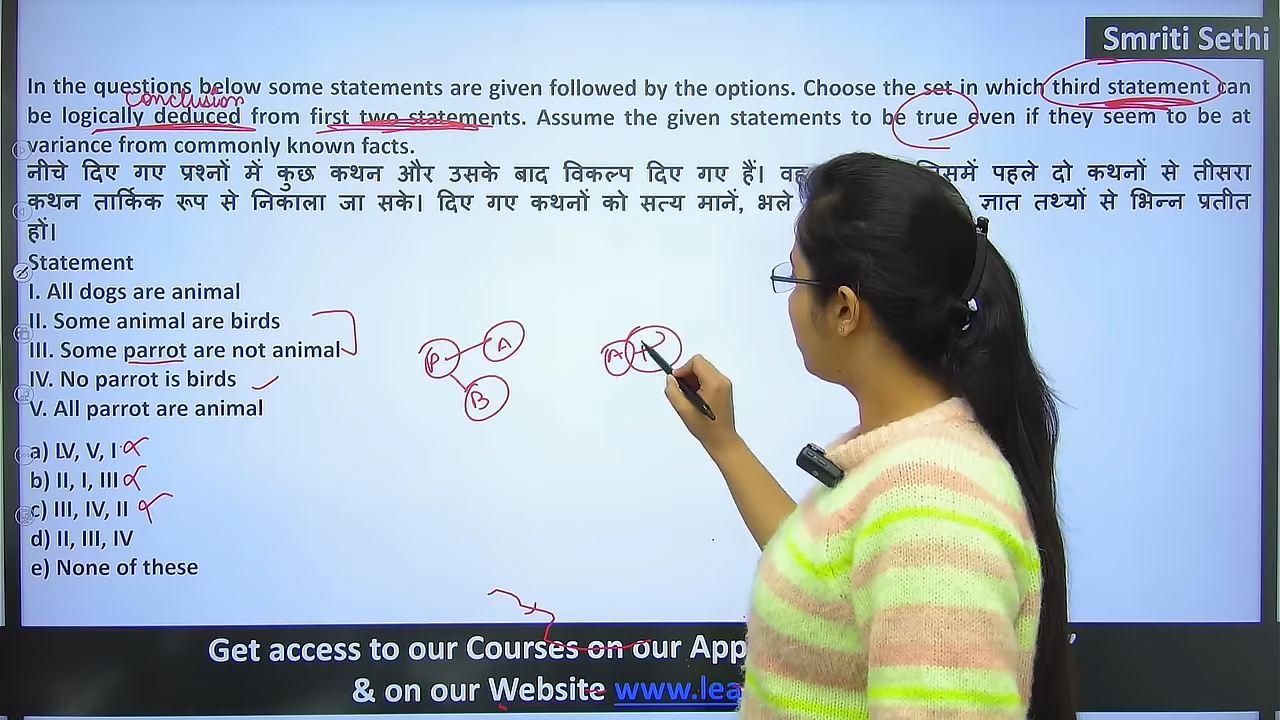 Smriti Sethi
In the questions below some statements are given followed by the options. Choose the set in which third statement can
conclusion
be logically deduced from first two statements. Assume the given statements to be true even if they seem to be at
variance from commonly known facts.
नीचे दिए गए प्रश्नों में कुछ कथन और उसके बाद विकल्प दिए गए हैं। जिसमें पहले दो कथनों से तीसरा
कथन तार्किक रूप से निकाला जा सके। दिए गए कथनों को सत्य मानें, भले ज्ञात तथ्यों से भिन्न प्रतीत
हों।
Statement
I. All dogs are animal
II. Some animal are birds
III. Some parrot are not animal
IV. No parrot is birds
V. All parrot are animal
P A
B
A
a) LV, V, I
b) II, I, III
c) III, IV, II
d) II, III, IV
e) None of these
Get access to our Courses on our App
& on our Website www.lea